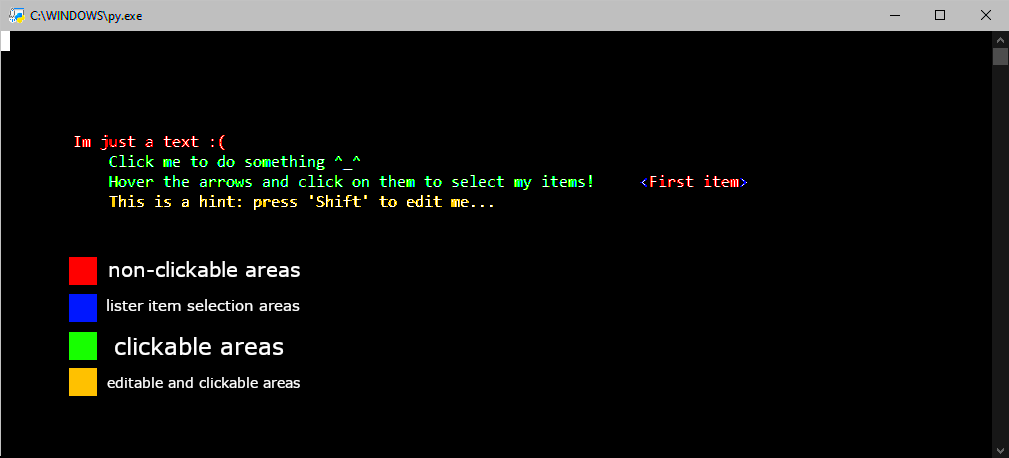 C:\WINDOWS\py.exe
Im just a text :(
Click me to do something ^_^
Hover the arrows and click on them to select my items! <First item>
This is a hint: press 'Shift' to edit me...
non-clickable areas
lister item selection areas
clickable areas
editable and clickable areas